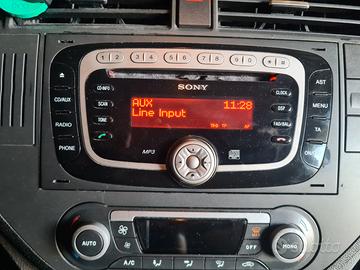 1 2 3 4 5 6 7 8 9 * 0 #
SONY
CD-INFO
CLOCK
AST
CD/AUX
SCAN
AUX 11:28
DSP
MENU
Line Input
RADIO
TONE
TA
PHONE
MP3
AUTO
OFF
MONO
A/C